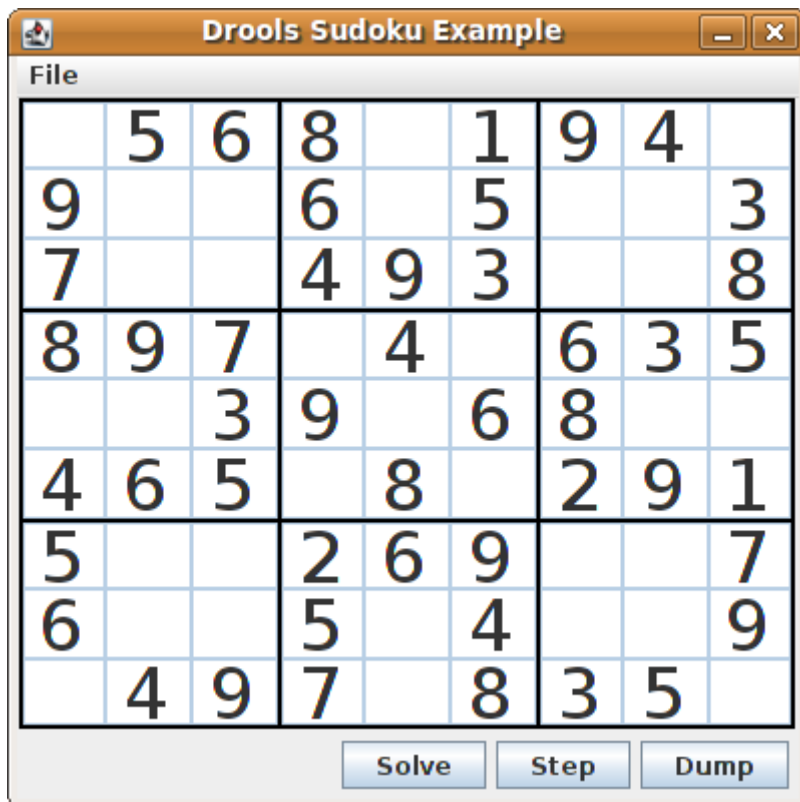 Drools Sudoku Example
File
5 6 8 1 9 4
9 6 5 3
7 4 9 3 8
8 9 7 4 6 3 5
3 9 6 8
4 6 5 8 2 9 1
5 2 6 9 7
6 5 4 9
4 9 7 8 3 5
Solve Step Dump